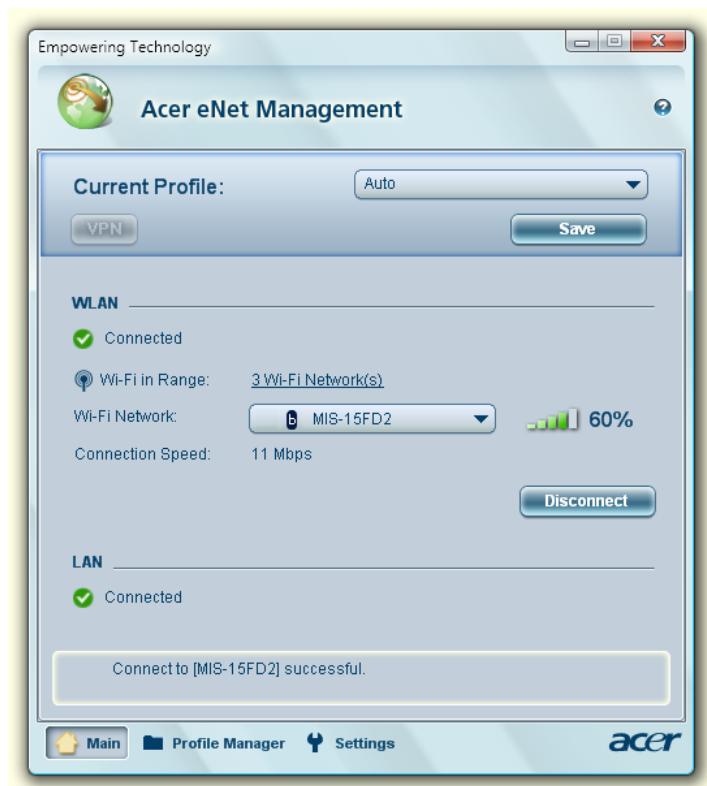 Empowering Technology
Acer eNet Management
Current Profile: Auto
VPN Save
WLAN
Connected
Wi-Fi in Range: 3 Wi-Fi Network(s)
Wi-Fi Network: b MIS-15FD2 60%
Connection Speed: 11 Mbps
Disconnect
LAN
Connected
Connect to [MIS-15FD2] successful.
Main Profile Manager Settings acer